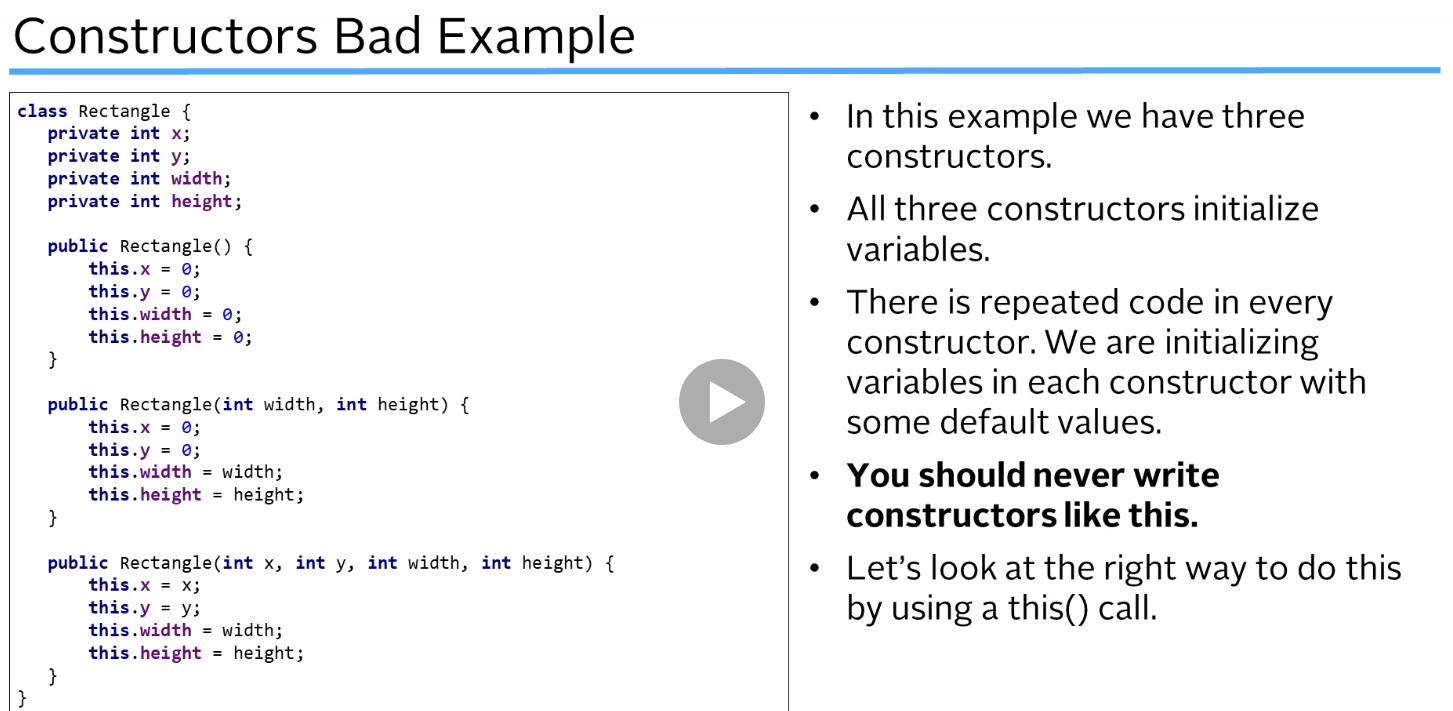 Constructors Bad Example
class Rectangle {
private int x;
private int y;
private int width;
private int height;
public Rectangle() {
this.x = 0;
this.y = 0;
this.width = 0;
this.height = 0;
}
public Rectangle(int width, int height) {
this.x = 0;
this.y = 0;
this.width = width;
this.height = height;
}
public Rectangle(int x, int y, int width, int height) {
this.x = x;
this.y = y;
this.width = width;
this.height = height;
}
}
• In this example we have three
constructors.
• All three constructors initialize
variables.
• There is repeated code in every
constructor. We are initializing
variables in each constructor with
some default values.
• You should never write
constructors like this.
• Let’s look at the right way to do this
by using a this() call.